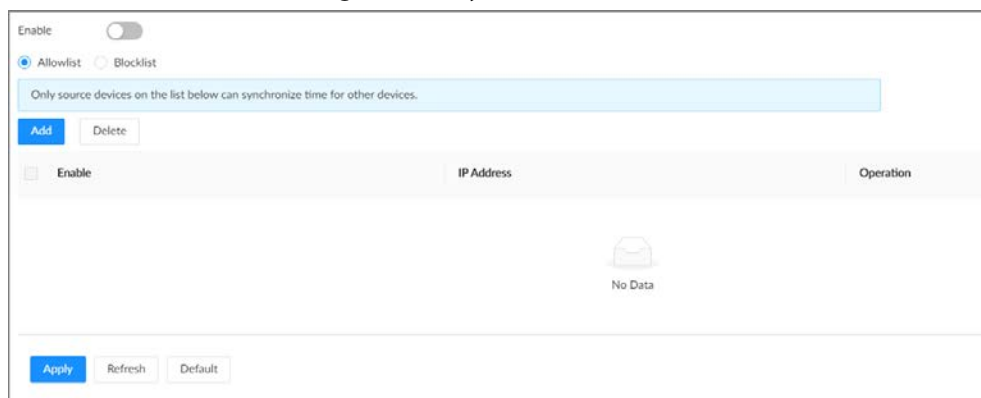 Enable
Allowlist Blocklist
Only source devices on the list below can synchronize time for other devices.
Add Delete
Enable IP Address Operation
No Data
Apply Refresh Default